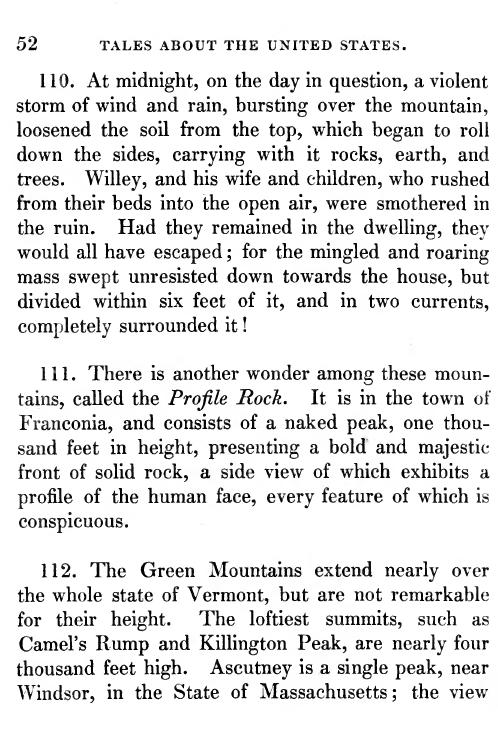 52 TALES ABOUT THE UNITED STATES.
110. At midnight, on the day in question, a violent
storm of wind and rain, bursting over the mountain,
loosened the soil from the top, which began to roll
down the sides, carrying with it rocks, earth, and
trees. Willey, and his wife and children, who rushed
from their beds into the open air, were smothered in
the ruin. Had they remained in the dwelling, they
would all have escaped; for the mingled and roaring
mass swept unresisted down towards the house, but
divided within six feet of it, and in two currents,
completely surrounded it!
111. There is another wonder among these moun-
tains, called the Profile Rock. It is in the town of
Franconia, and consists of a naked peak, one thou-
sand feet in height, presenting a bold and majestic
front of solid rock, a side view of which exhibits a
profile of the human face, every feature of which is
conspicuous.
112. The Green Mountains extend nearly over
the whole state of Vermont, but are not remarkable
for their height. The loftiest summits, such as
Camel's Rump and Killington Peak, are nearly four
thousand feet high. Ascutney is a single peak, near
Windsor, in the State of Massachusetts; the view